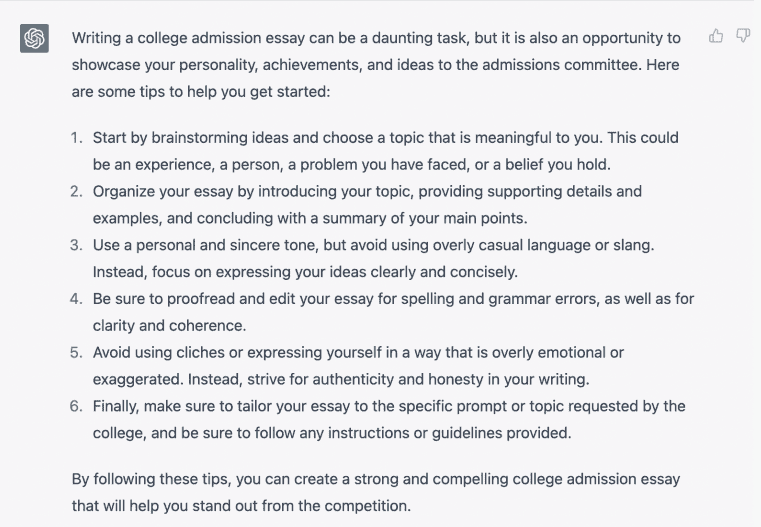 Writing a college admission essay can be a daunting task, but it is also an opportunity to
showcase your personality, achievements, and ideas to the admissions committee. Here
are some tips to help you get started:
1. Start by brainstorming ideas and choose a topic that is meaningful to you. This could
be an experience, a person, a problem you have faced, or a belief you hold.
2. Organize your essay by introducing your topic, providing supporting details and
examples, and concluding with a summary of your main points.
3. Use a personal and sincere tone, but avoid using overly casual language or slang.
Instead, focus on expressing your ideas clearly and concisely.
4. Be sure to proofread and edit your essay for spelling and grammar errors, as well as for
clarity and coherence.
5. Avoid using cliches or expressing yourself in a way that is overly emotional or
exaggerated. Instead, strive for authenticity and honesty in your writing.
6. Finally, make sure to tailor your essay to the specific prompt or topic requested by the
college, and be sure to follow any instructions or guidelines provided.
By following these tips, you can create a strong and compelling college admission essay
that will help you stand out from the competition.